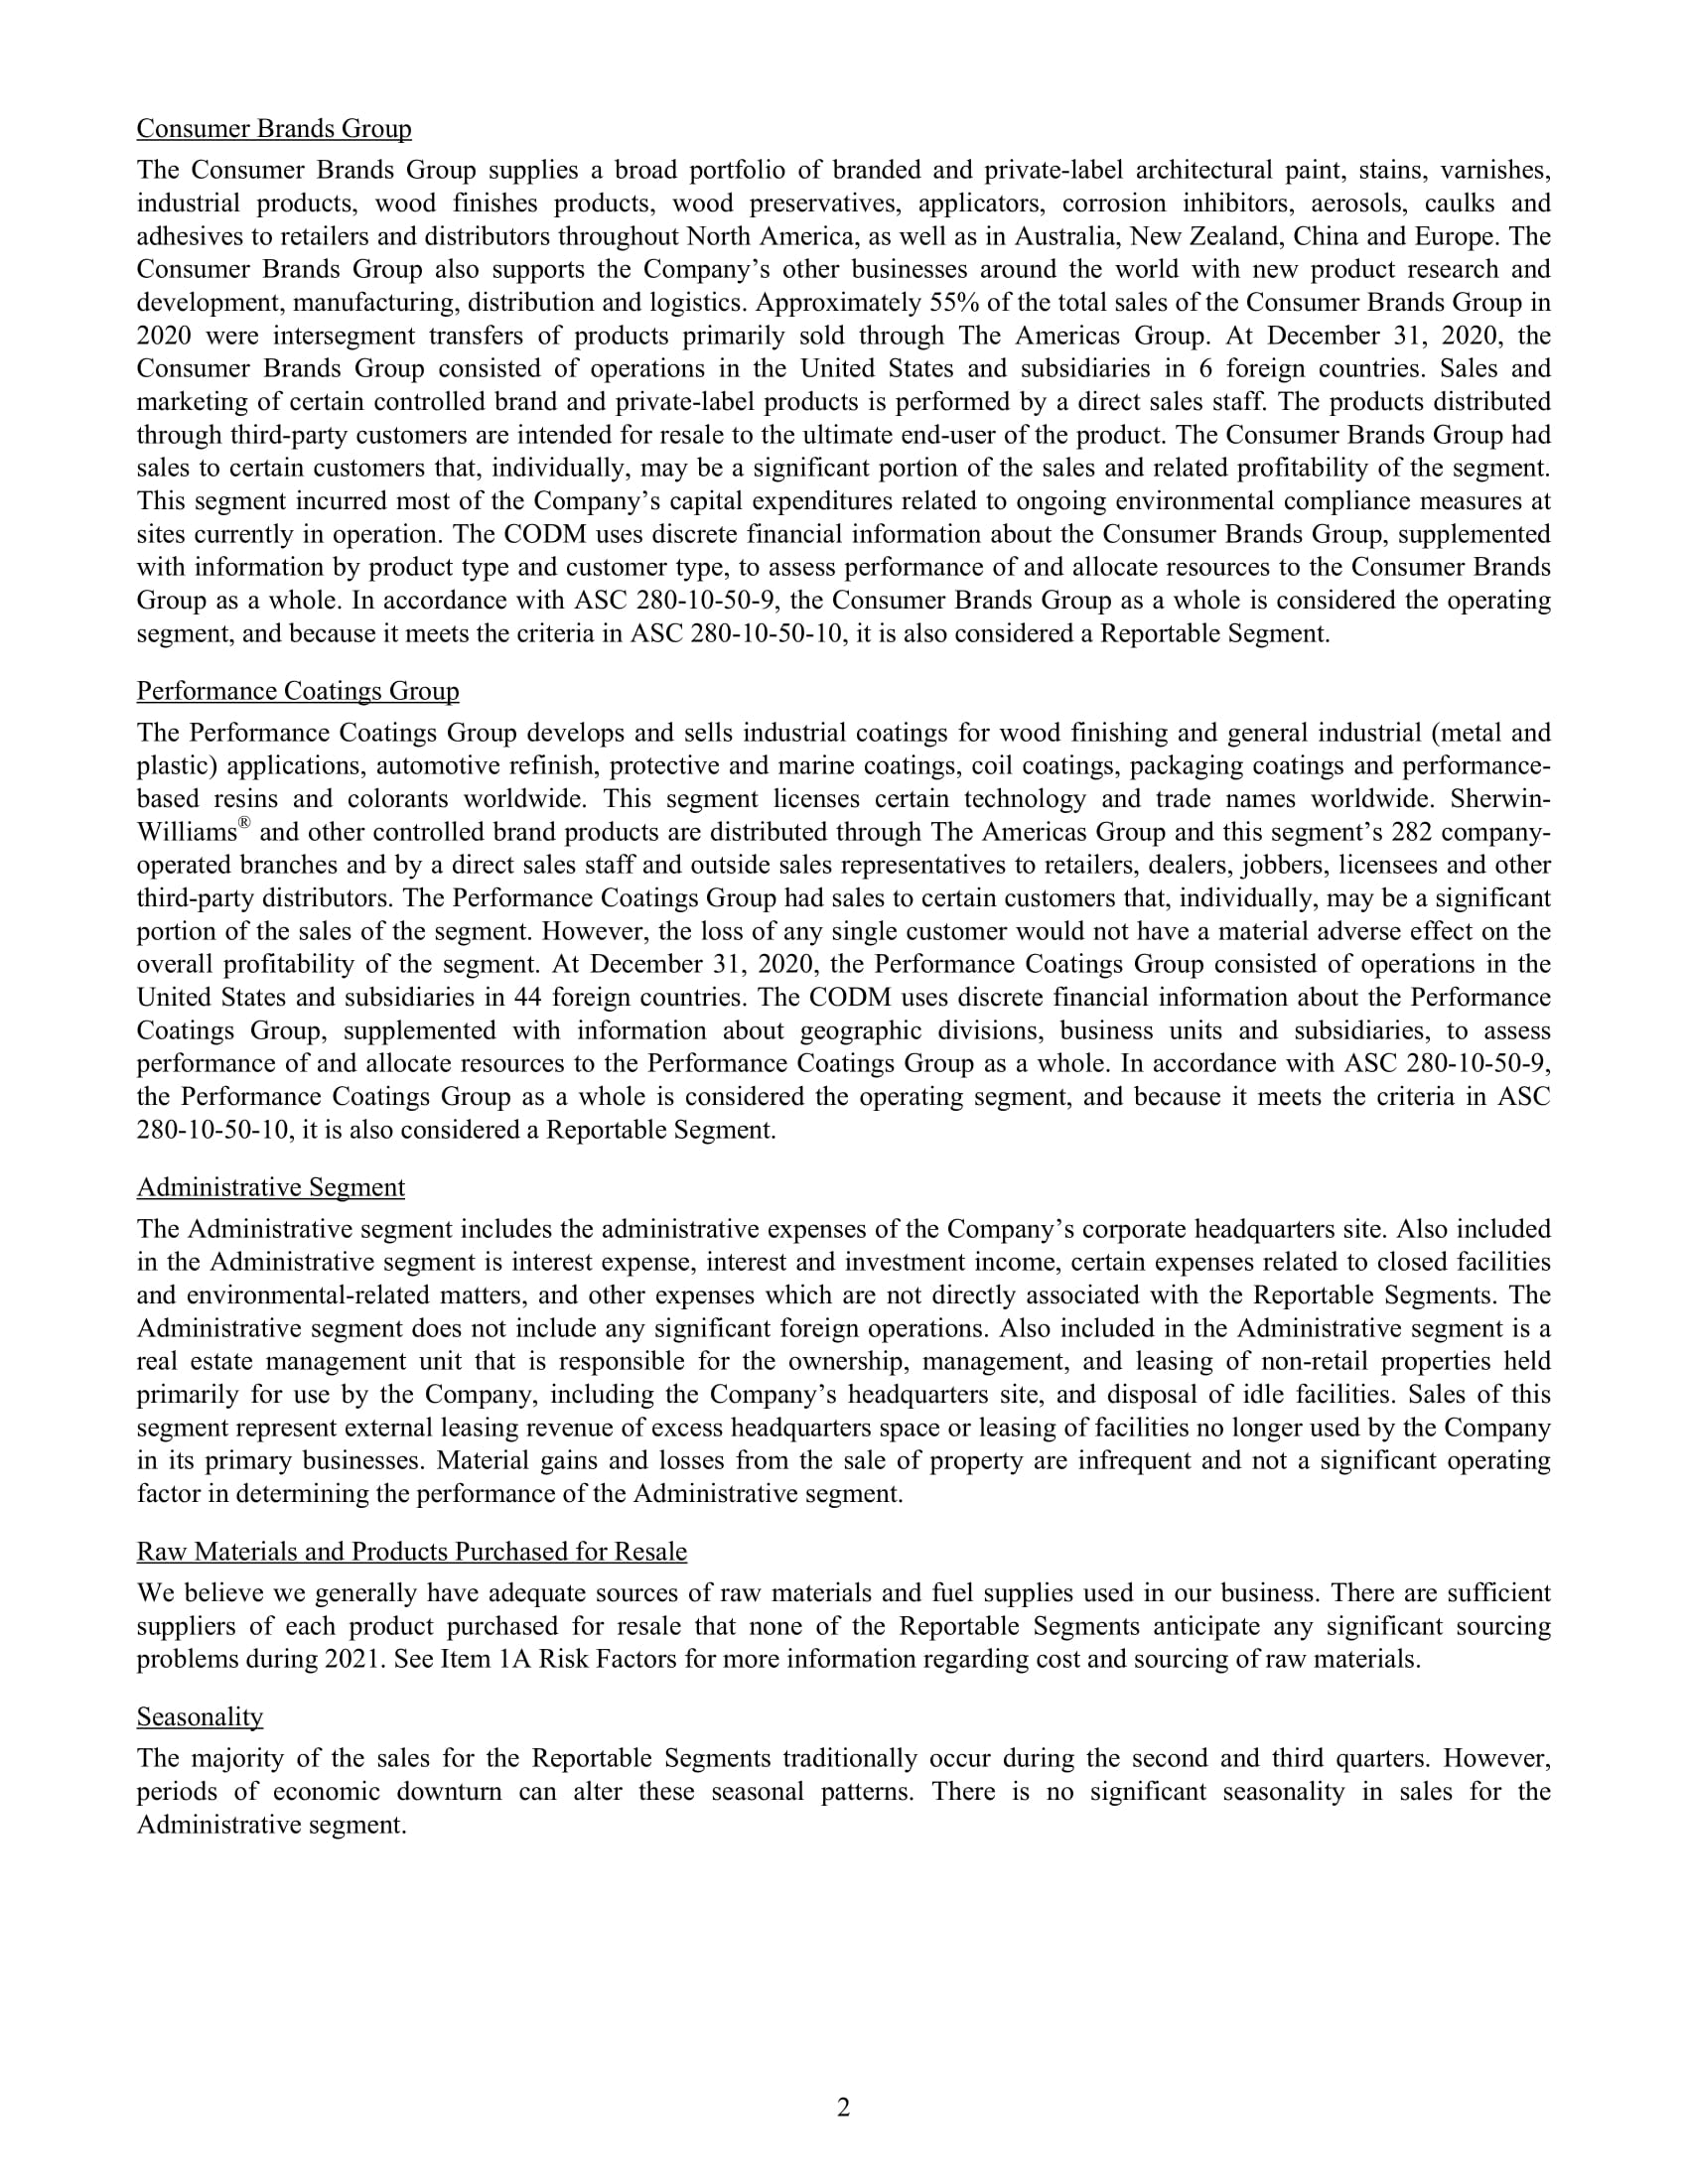 Consumer Brands Group
The Consumer Brands Group supplies a broad portfolio of branded and private-label architectural paint, stains, varnishes,
industrial products, wood finishes products, wood preservatives, applicators, corrosion inhibitors, aerosols, caulks and
adhesives to retailers and distributors throughout North America, as well as in Australia, New Zealand, China and Europe. The
Consumer Brands Group also supports the Company’s other businesses around the world with new product research and
development, manufacturing, distribution and logistics. Approximately 55% of the total sales of the Consumer Brands Group in
2020 were intersegment transfers of products primarily sold through The Americas Group. At December 31, 2020, the
Consumer Brands Group consisted of operations in the United States and subsidiaries in 6 foreign countries. Sales and
marketing of certain controlled brand and private-label products is performed by a direct sales staff. The products distributed
through third-party customers are intended for resale to the ultimate end-user of the product. The Consumer Brands Group had
sales to certain customers that, individually, may be a significant portion of the sales and related profitability of the segment.
This segment incurred most of the Company’s capital expenditures related to ongoing environmental compliance measures at
sites currently in operation. The CODM uses discrete financial information about the Consumer Brands Group, supplemented
with information by product type and customer type, to assess performance of and allocate resources to the Consumer Brands
Group as a whole. In accordance with ASC 280-10-50-9, the Consumer Brands Group as a whole is considered the operating
segment, and because it meets the criteria in ASC 280-10-50-10, it is also considered a Reportable Segment.
Performance Coatings Group
The Performance Coatings Group develops and sells industrial coatings for wood finishing and general industrial (metal and
plastic) applications, automotive refinish, protective and marine coatings, coil coatings, packaging coatings and performance-
based resins and colorants worldwide. This segment licenses certain technology and trade names worldwide. Sherwin-
Williams® and other controlled brand products are distributed through The Americas Group and this segment’s 282 company-
operated branches and by a direct sales staff and outside sales representatives to retailers, dealers, jobbers, licensees and other
third-party distributors. The Performance Coatings Group had sales to certain customers that, individually, may be a significant
portion of the sales of the segment. However, the loss of any single customer would not have a material adverse effect on the
overall profitability of the segment. At December 31, 2020, the Performance Coatings Group consisted of operations in the
United States and subsidiaries in 44 foreign countries. The CODM uses discrete financial information about the Performance
Coatings Group, supplemented with information about geographic divisions, business units and subsidiaries, to assess
performance of and allocate resources to the Performance Coatings Group as a whole. In accordance with ASC 280-10-50-9,
the Performance Coatings Group as a whole is considered the operating segment, and because it meets the criteria in ASC
280-10-50-10, it is also considered a Reportable Segment.
Administrative Segment
The Administrative segment includes the administrative expenses of the Company’s corporate headquarters site. Also included
in the Administrative segment is interest expense, interest and investment income, certain expenses related to closed facilities
and environmental-related matters, and other expenses which are not directly associated with the Reportable Segments. The
Administrative segment does not include any significant foreign operations. Also included in the Administrative segment is a
real estate management unit that is responsible for the ownership, management, and leasing of non-retail properties held
primarily for use by the Company, including the Company’s headquarters site, and disposal of idle facilities. Sales of this
segment represent external leasing revenue of excess headquarters space or leasing of facilities no longer used by the Company
in its primary businesses. Material gains and losses from the sale of property are infrequent and not a significant operating
factor in determining the performance of the Administrative segment.
Raw Materials and Products Purchased for Resale
We believe we generally have adequate sources of raw materials and fuel supplies used in our business. There are sufficient
suppliers of each product purchased for resale that none of the Reportable Segments anticipate any significant sourcing
problems during 2021. See Item 1A Risk Factors for more information regarding cost and sourcing of raw materials.
Seasonality
The majority of the sales for the Reportable Segments traditionally occur during the second and third quarters. However,
periods of economic downturn can alter these seasonal patterns. There is no significant seasonality in sales for the
Administrative segment.
2